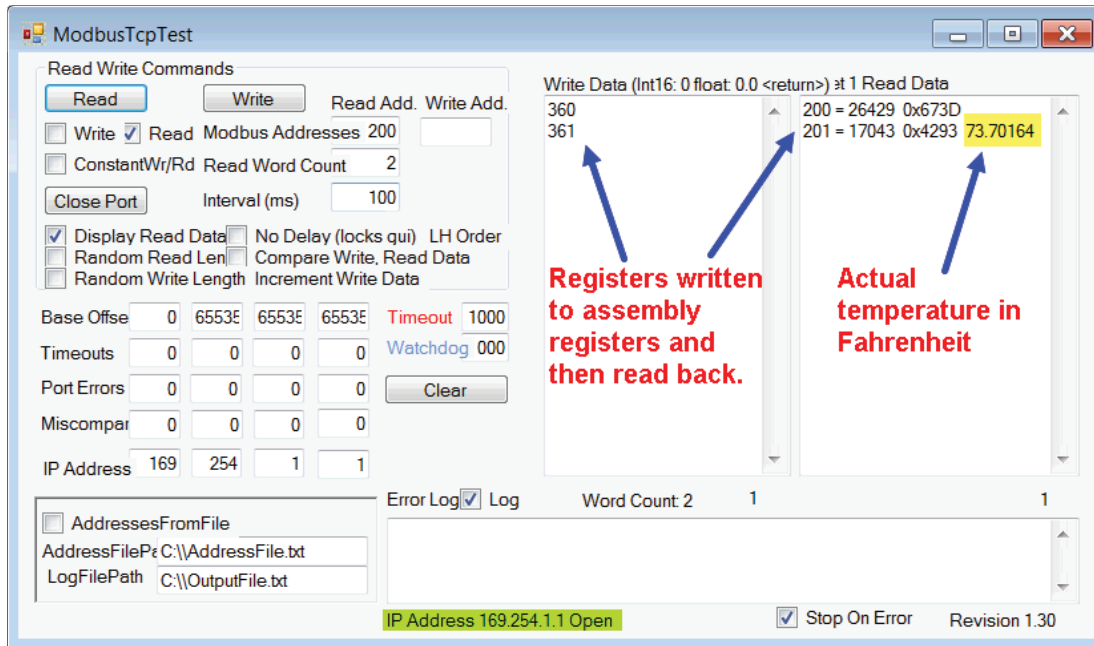 ModbusTcpTest
Read Write Commands
Read Write Read Add. Write Add.
Write Read Modbus Addresses 200
ConstantWr/Rd Read Word Count 2
Close Port Interval (ms) 100
Display Read Data No Delay (locks qui) LH Order
Random Read Len Compare Write, Read Data
Random Write Length Increment Write Data
Base Offse 0 65535 65535 65535 Timeout 1000
Timeouts 0 0 0 0 Watchdog 000
Port Errors 0 0 0 0 Clear
Miscompar 0 0 0 0
IP Address 169 254 1 1
Write Data (Int16: 0 float: 0.0 <return>) et 1 Read Data
360
361
200 = 26429 0x673D
201 = 17043 0x4293 73.70164
Registers written
to assembly
registers and
then read back.
Actual
temperature in
Fahrenheit
Error Log Log Word Count: 2 1 1
AddressesFromFile
AddressFilePa C:\\AddressFile.txt
LogFilePath C:\\OutputFile.txt
IP Address 169.254.1.1 Open
Stop On Error Revision 1.30